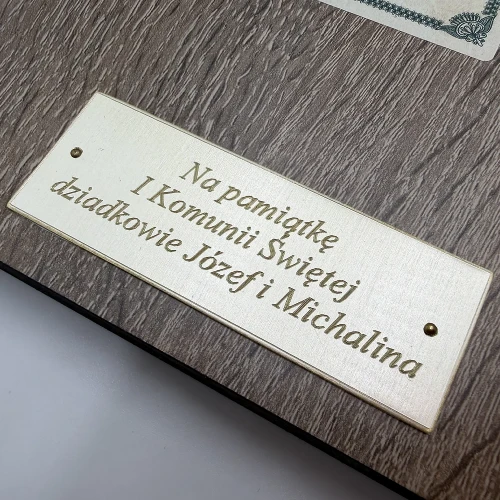 Na pamiątkę
I Komunii Świętej
dziadkowie Józef i Michalina